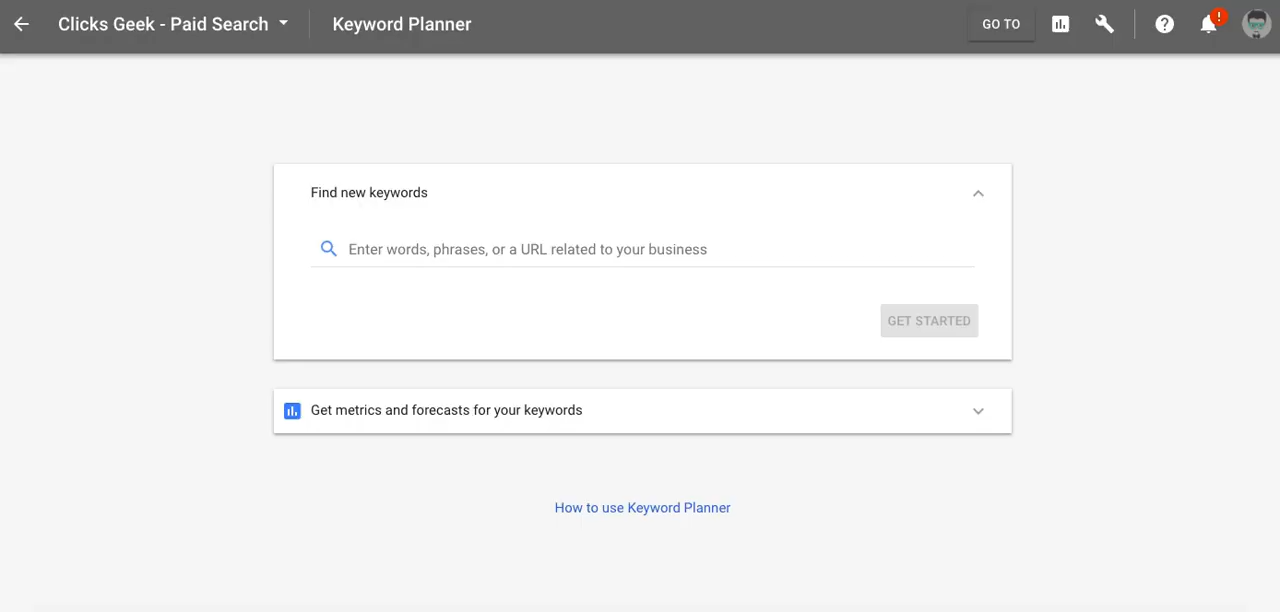 Clicks Geek - Paid Search Keyword Planner GO TO !
Find new keywords
Enter words, phrases, or a URL related to your business
GET STARTED
Get metrics and forecasts for your keywords
How to use Keyword Planner